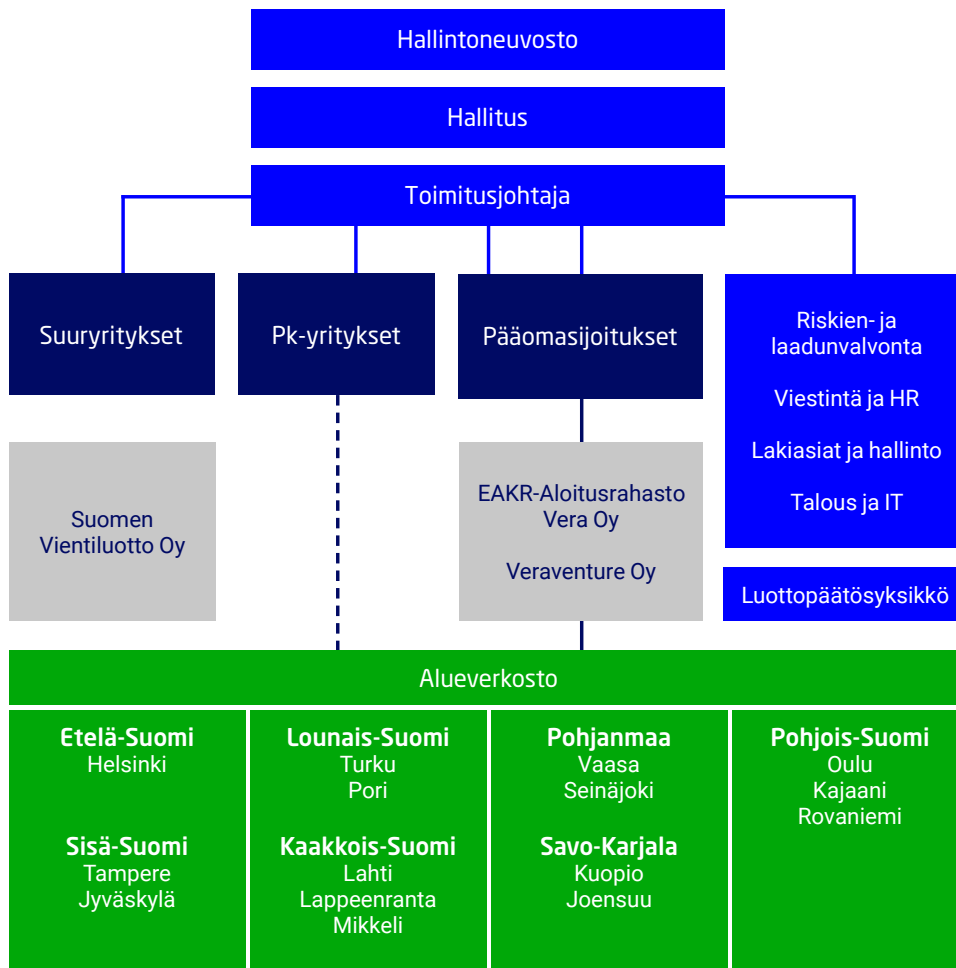 Hallintoneuvosto
Hallitus
Toimitusjohtaja
Suuryritykset
Pk-yritykset
Pääomasijoitukset
Riskien- ja
laadunvalvonta
Viestintä ja HR
Lakiasiat ja hallinto
Talous ja IT
Suomen
Vientiluotto Oy
EAKR-Aloitusrahasto
Vera Oy
Veraventure Oy
Luottopäätösyksikkö
Alueverkosto
Etelä-Suomi
Helsinki
Sisä-Suomi
Tampere
Jyväskylä
Lounais-Suomi
Turku
Pori
Kaakkois-Suomi
Lahti
Lappeenranta
Mikkeli
Pohjanmaa
Vaasa
Seinäjoki
Savo-Karjala
Kuopio
Joensuu
Pohjois-Suomi
Oulu
Kajaani
Rovaniemi